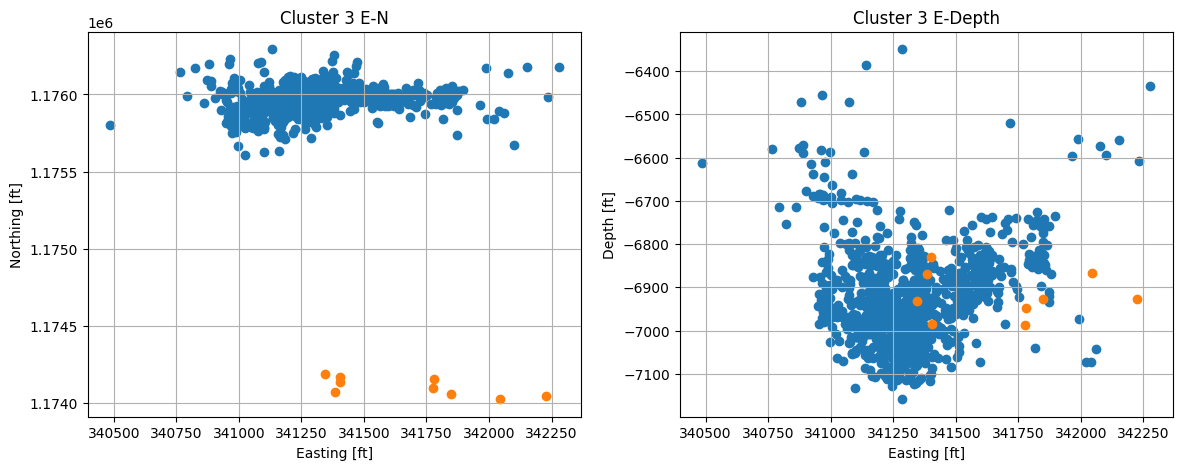 Cluster 3 E-N
1e6
1.1760
1.1755
1.1750
1.1745
1.1740
Northing [ft]
340500 340750 341000 341250 341500 341750 342000 342250
Easting [ft]
Cluster 3 E-Depth
−6400
−6500
−6600
−6700
−6800
−6900
−7000
−7100
Depth [ft]
340500 340750 341000 341250 341500 341750 342000 342250
Easting [ft]